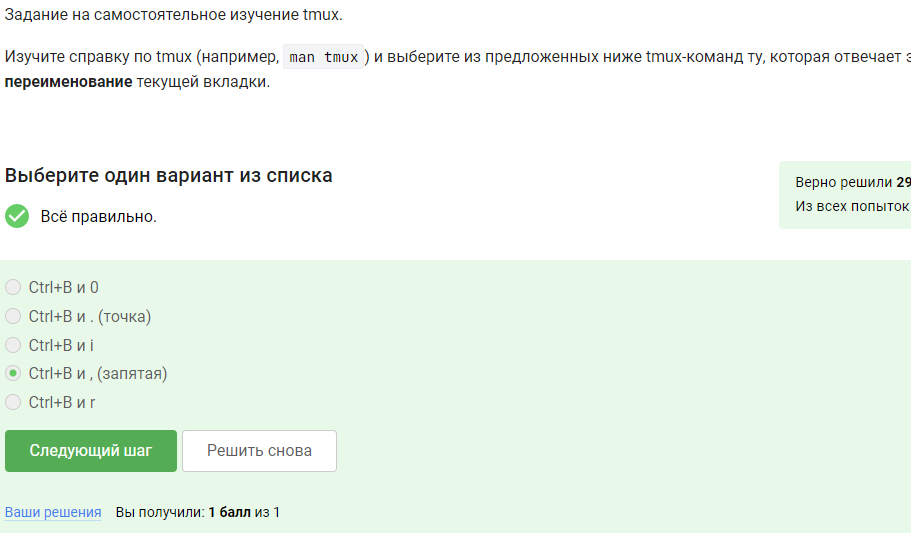 Задание на самостоятельное изучение tmux.
Изучите справку по tmux (например, man tmux ) и выберите из предложенных ниже tmux-команд ту, которая отвечает
переименование текущей вкладки.
Выберите один вариант из списка
Верно решили 29
Из всех попыток
Всё правильно.
Ctrl+B и 0
Ctrl+B и . (точка)
Ctrl+B и i
Ctrl+B и , (запятая)
Ctrl+B и r
Следующий шаг
Решить снова
Ваши решения Вы получили: 1 балл из 1